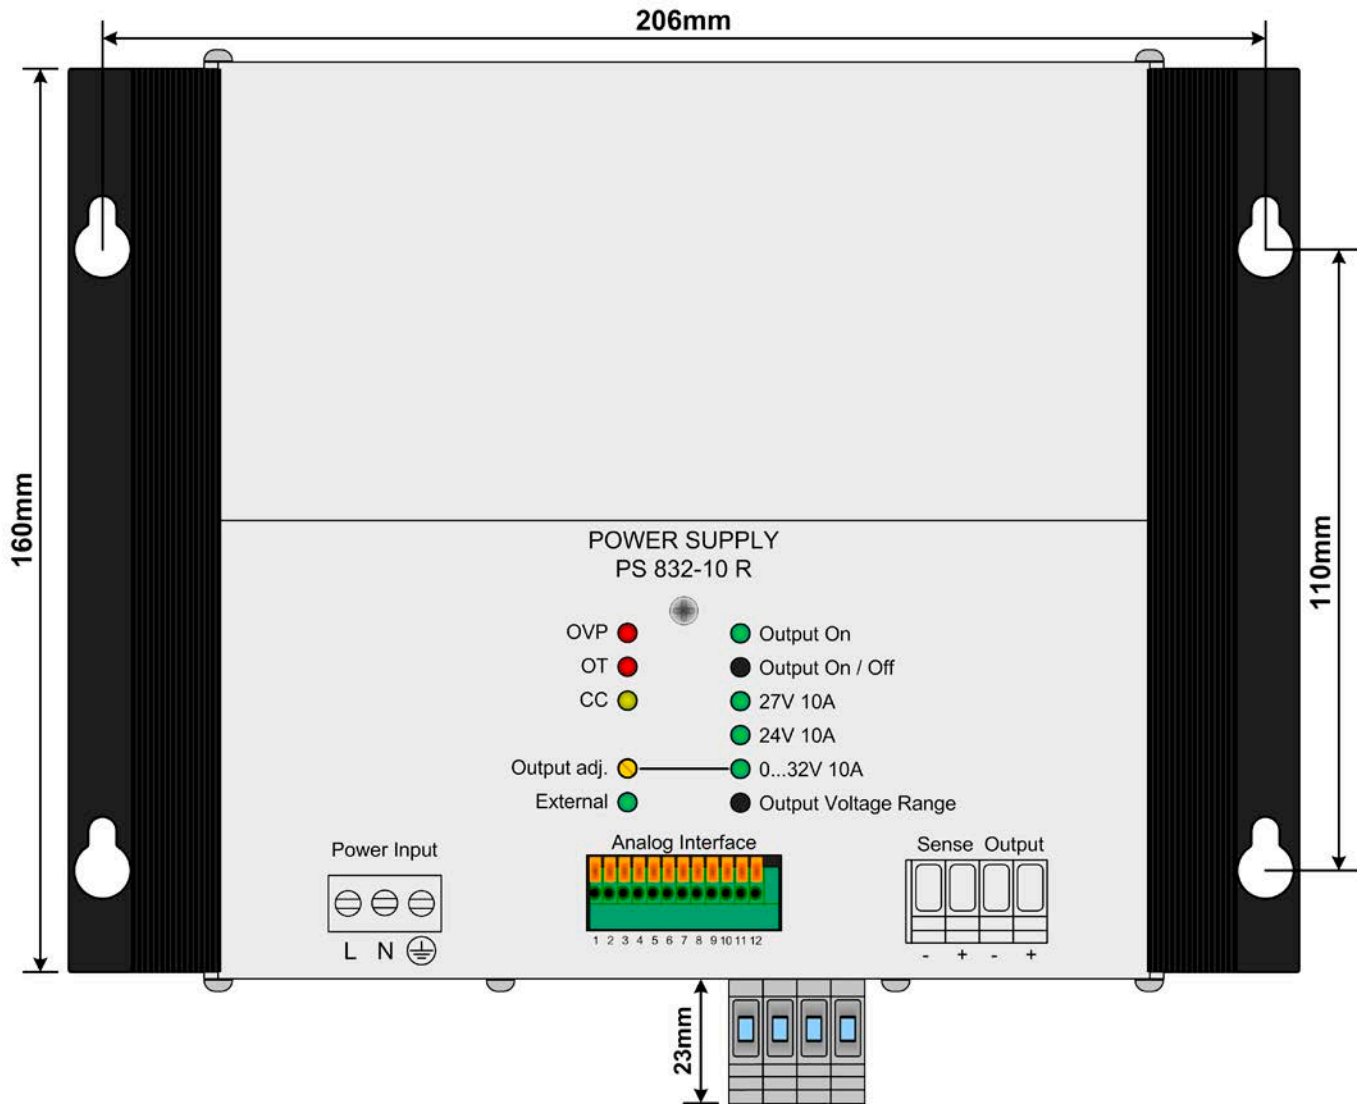 206mm
160mm
110mm
POWER SUPPLY
PS 832-10 R
OVP
Output On
OT
Output On / Off
CC
27V 10A
24V 10A
Output adj.
0...32V 10A
External
Output Voltage Range
Power Input
Analog Interface
Sense Output
L N
1 2 3 4 5 6 7 8 9 10 11 12
- + - +
23mm